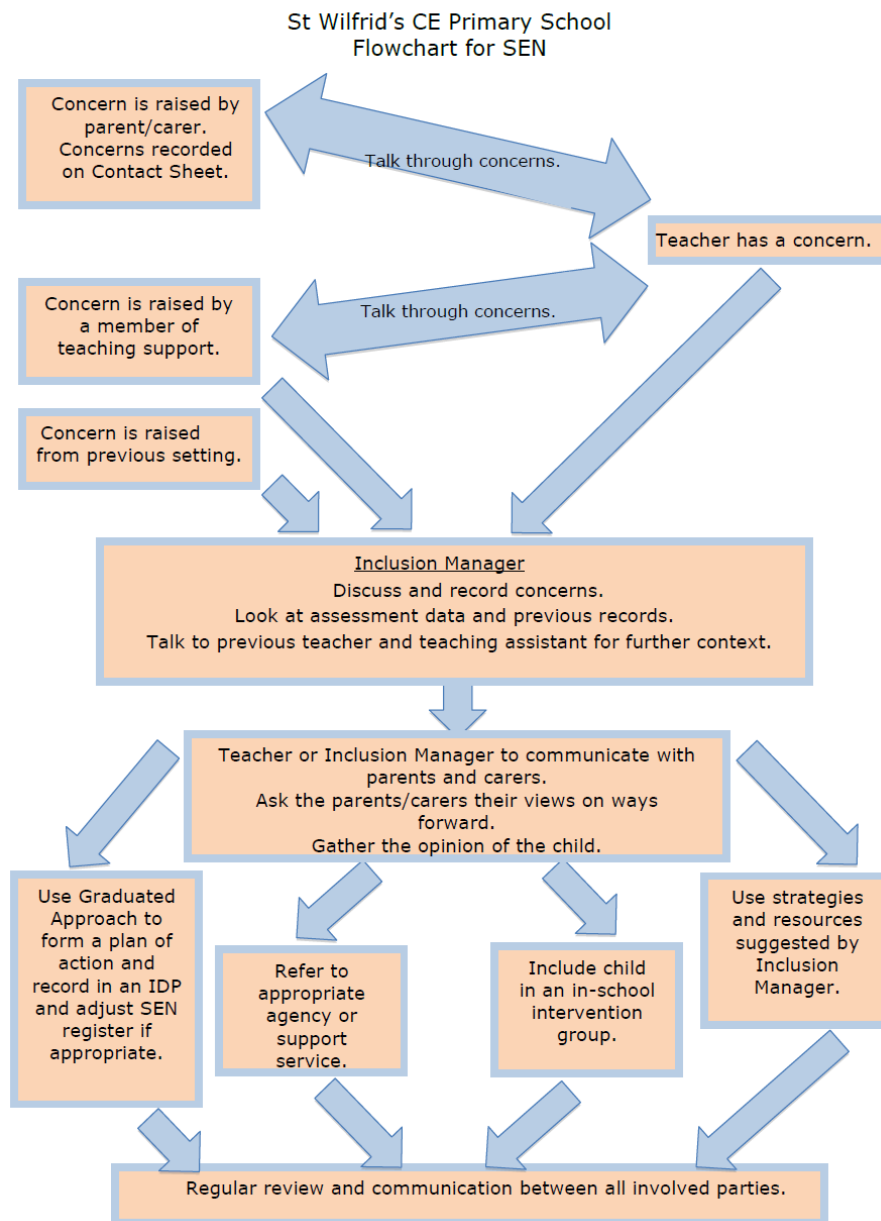 St Wilfrid's CE Primary School
Flowchart for SEN
Concern is raised by
parent/carer.
Concerns recorded
on Contact Sheet.
Talk through concerns.
Teacher has a concern.
Concern is raised by
a member of
teaching support.
Talk through concerns.
Concern is raised
from previous setting.
Inclusion Manager
Discuss and record concerns.
Look at assessment data and previous records.
Talk to previous teacher and teaching assistant for further context.
Teacher or Inclusion Manager to communicate with
parents and carers.
Ask the parents/carers their views on ways
forward.
Gather the opinion of the child.
Use Graduated
Approach to
form a plan of
action and
record in an IDP
and adjust SEN
register if
appropriate.
Refer to
appropriate
agency or
support
service.
Include child
in an in-school
intervention
group.
Use strategies
and resources
suggested by
Inclusion
Manager.
Regular review and communication between all involved parties.